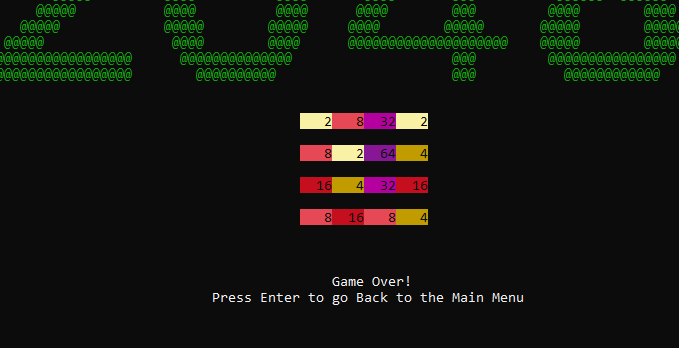 2 8 32 2
8 2 64 4
16 4 32 16
8 16 8 4
Game Over!
Press Enter to go Back to the Main Menu